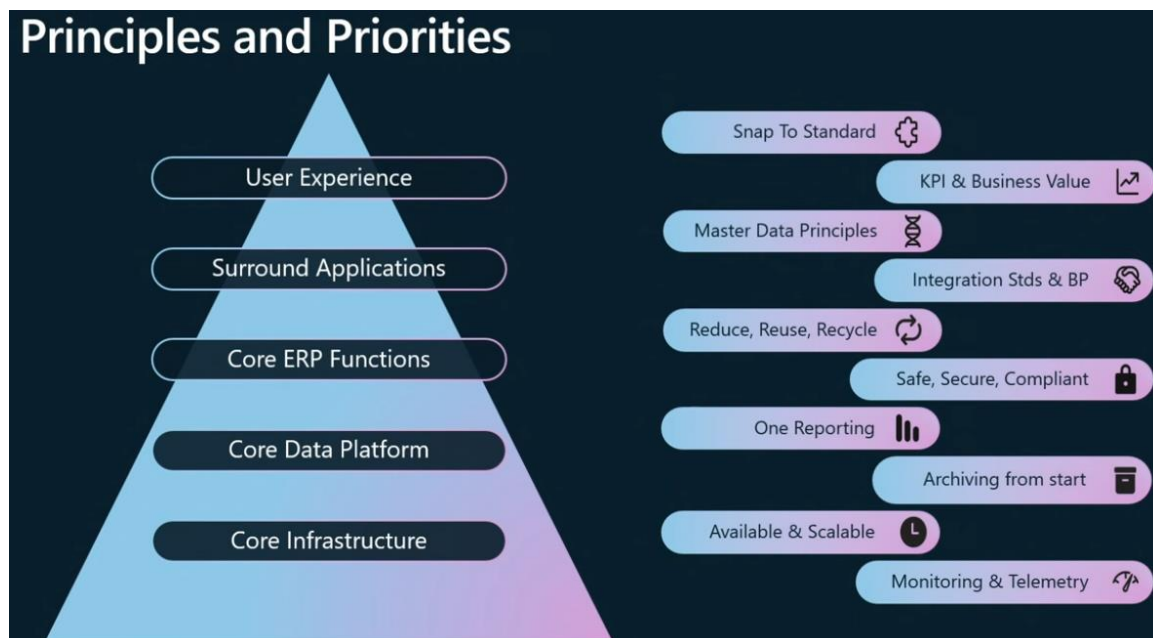 Principles and Priorities
User Experience
Surround Applications
Core ERP Functions
Core Data Platform
Core Infrastructure
Snap To Standard
KPI & Business Value
Master Data Principles
Integration Stds & BP
Reduce, Reuse, Recycle
Safe, Secure, Compliant
One Reporting
Archiving from start
Available & Scalable
Monitoring & Telemetry